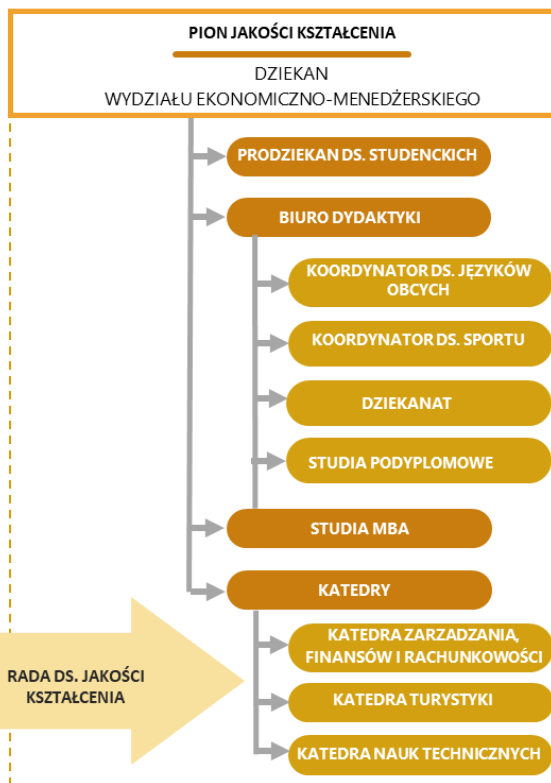 PION JAKOŚCI KSZTAŁCENIA
DZIEKAN
WYDZIAŁU EKONOMICZNO-MENEDŻERSKIEGO
PRODZIEKAN DS. STUDENCKICH
BIURO DYDAKTYKI
KOORDYNATOR DS. JĘZYKÓW
OBCYCH
KOORDYNATOR DS. SPORTU
DZIEKANAT
STUDIA PODYPLOMOWE
STUDIA MBA
KATEDRY
KATEDRA ZARZADZANIA,
FINANSÓW I RACHUNKOWOŚCI
RADA DS. JAKOŚCI
KSZTAŁCENIA
KATEDRA TURYSTYKI
KATEDRA NAUK TECHNICZNYCH